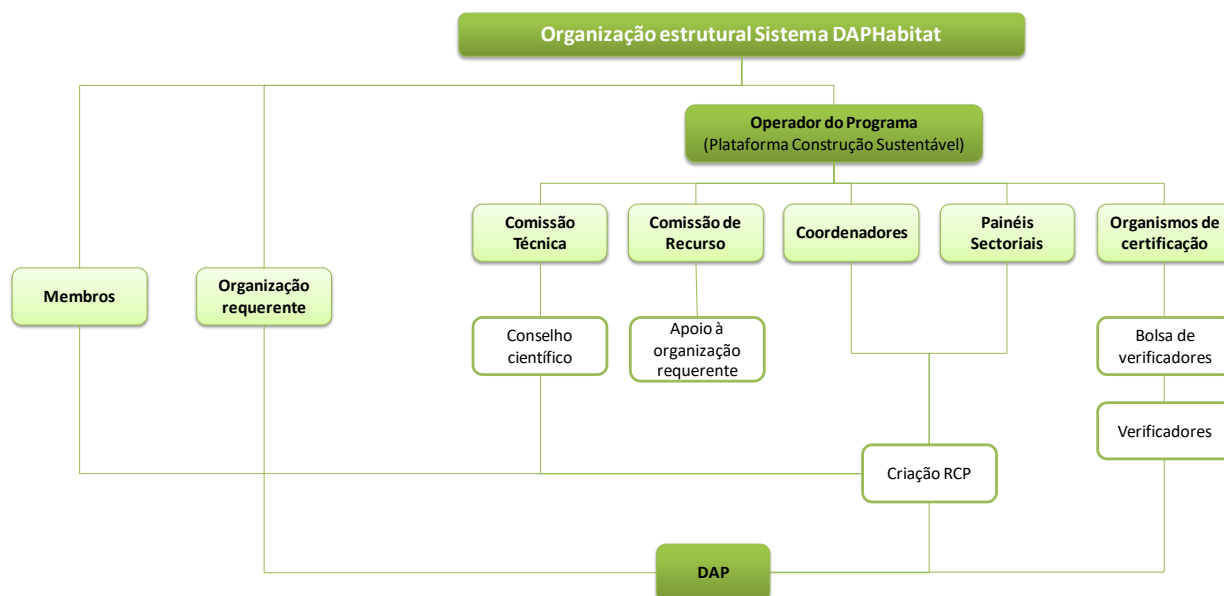 Organização estrutural Sistema DAPHabitat
Operador do Programa
(Plataforma Construção Sustentável)
Comissão
Técnica
Comissão de
Recurso
Coordenadores
Painéis
Sectoriais
Organismos de
certificação
Membros
Organização
requerente
Conselho
científico
Apoio à
organização
requerente
Bolsa de
verificadores
Verificadores
Criação RCP
DAP